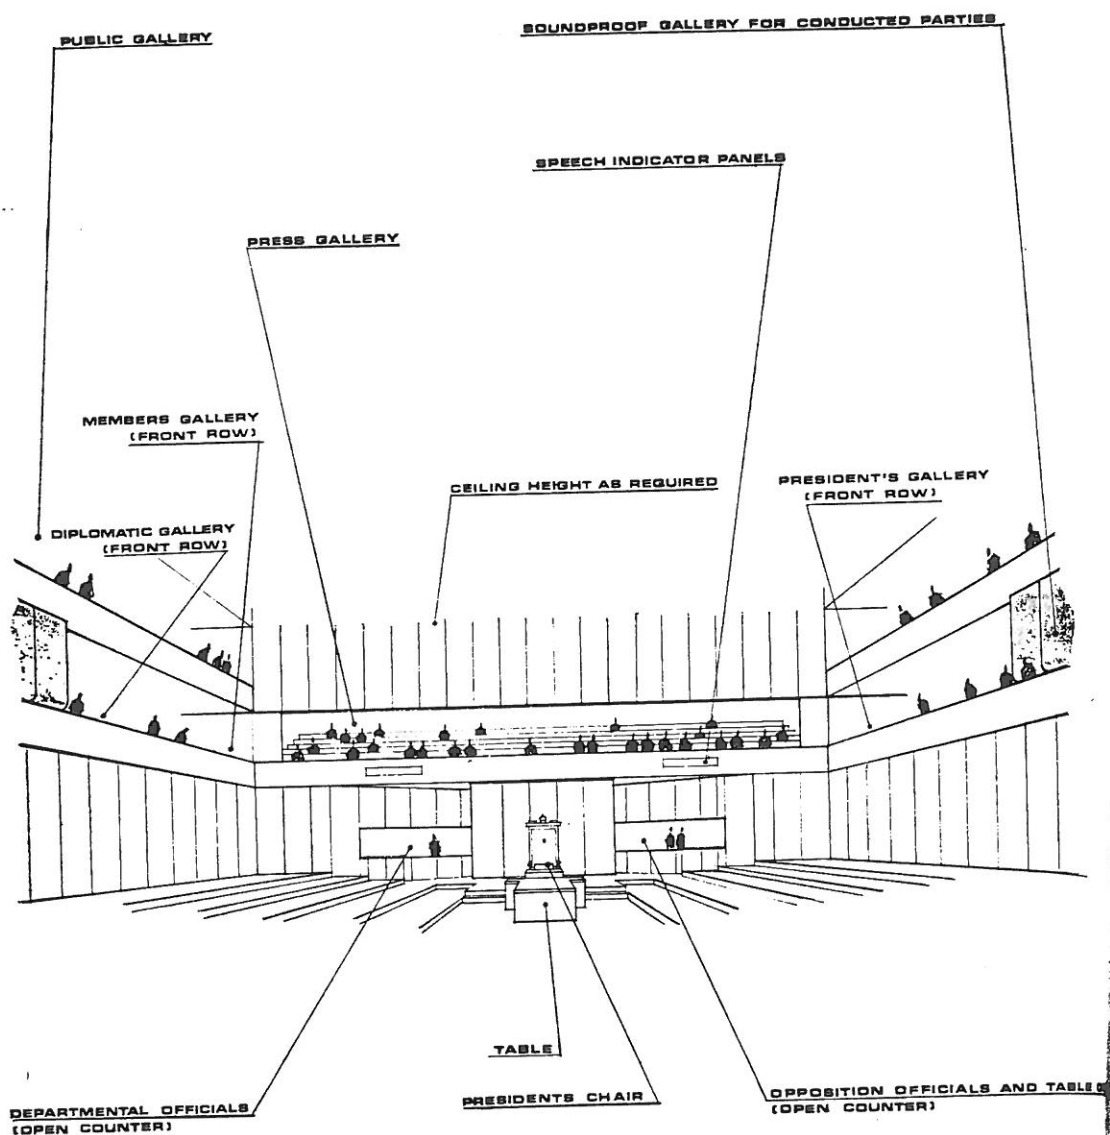 PUBLIC GALLERY
SOUNDPROOF GALLERY FOR CONDUCTED PARTIES
SPEECH INDICATOR PANELS
PRESS GALLERY
MEMBERS GALLERY
(FRONT ROW)
CEILING HEIGHT AS REQUIRED
PRESIDENT'S GALLERY
(FRONT ROW)
DIPLOMATIC GALLERY
(FRONT ROW)
TABLE
PRESIDENTS CHAIR
OPPOSITION OFFICIALS AND TABLE
(OPEN COUNTER)
DEPARTMENTAL OFFICIALS
(OPEN COUNTER)